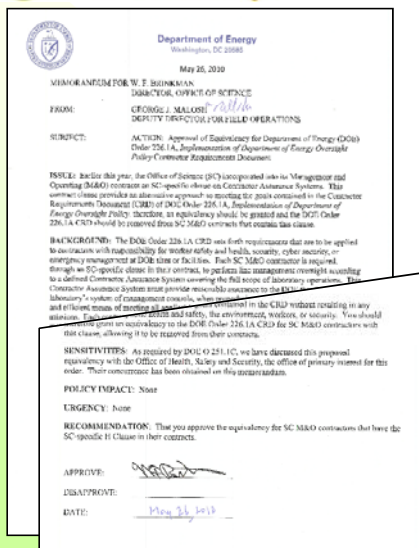 Department of Energy
Washington, DC 20585
May 26, 2010
MEMORANDUM FOR W. F. BRINKMAN
DIRECTOR, OFFICE OF SCIENCE
FROM: GEORGE J. MALOSH
DEPUTY DIRECTOR FOR FIELD OPERATIONS
SUBJECT: ACTION: Approval of Equivalency for Department of Energy (DOE)
Order 226.1A, Implementation of Department of Energy Oversight
Policy Contractor Requirements Document
ISSUE: Earlier this year, the Office of Science (SC) incorporated into its Management and
Operating (M&O) contracts an SC-specific clause on Contractor Assurance Systems. This
contract clause provides an alternative approach to meeting the goals contained in the Contractor
Requirements Document (CRD) of DOE Order 226.1A, Implementation of Department of
Energy Oversight Policy; therefore, an equivalency should be granted and the DOE Order
226.1A CRD should be removed from SC M&O contracts that contain this clause.
BACKGROUND: The DOE Order 226.1A CRD sets forth requirements that are to be applied
to contractors with responsibility for worker safety and health, security, cyber security, or
emergency management at DOE sites or facilities. Each SC M&O contractor is required,
through an SC-specific clause in their contract, to perform line management oversight according
to a defined Contractor Assurance System covering the full scope of laboratory operations. This
Contractor Assurance System must provide reasonable assurance to the DOE
laboratory's system of management controls, when
and efficient means of meeting all contained in the CRD without resulting in any
health and safety, the environment, workers, or security. You should
grant an equivalency to the DOE Order 226.1A CRD for SC M&O contractors with
this clause, allowing it to be removed from their contracts.
SENSITIVITIES: As required by DOE O 251.1C, we have discussed this proposed
equivalency with the Office of Health, Safety and Security, the office of primary interest for this
order. Their concurrence has been obtained on this memorandum.
POLICY IMPACT: None
URGENCY: None
RECOMMENDATION: That you approve the equivalency for SC M&O contractors that have the
SC-specific H Clause in their contracts.
APPROVE:
DISAPPROVE:
DATE: May 26, 2010